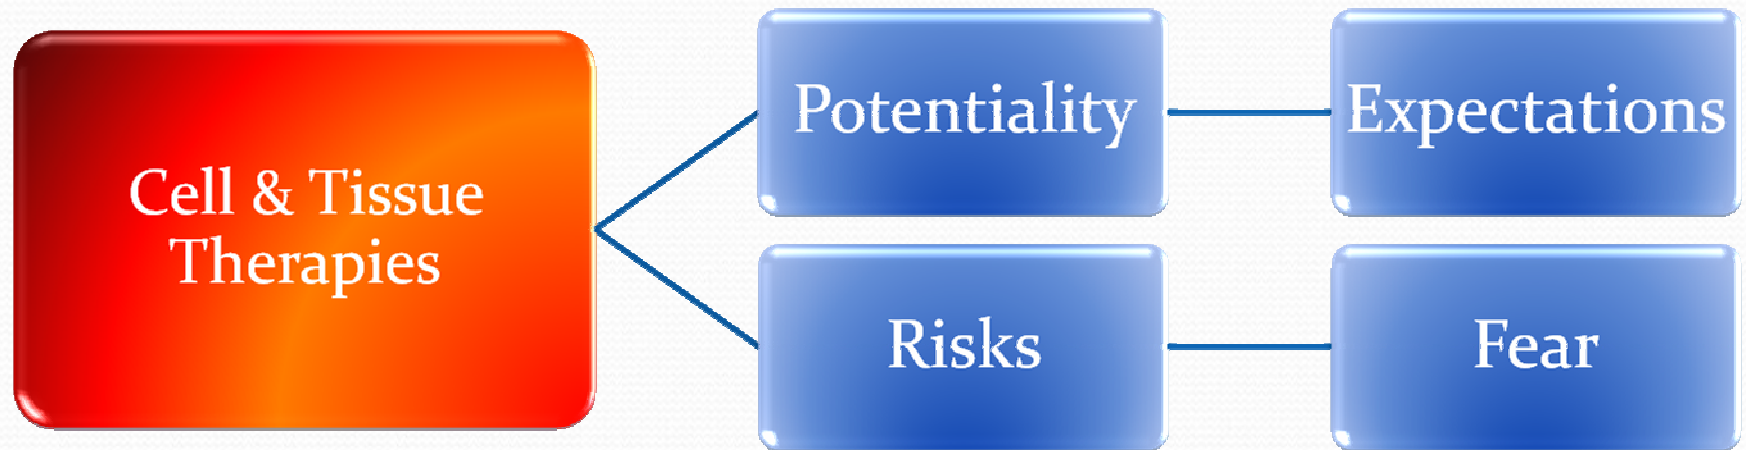 Cell & Tissue
Therapies
Potentiality
Expectations
Risks
Fear